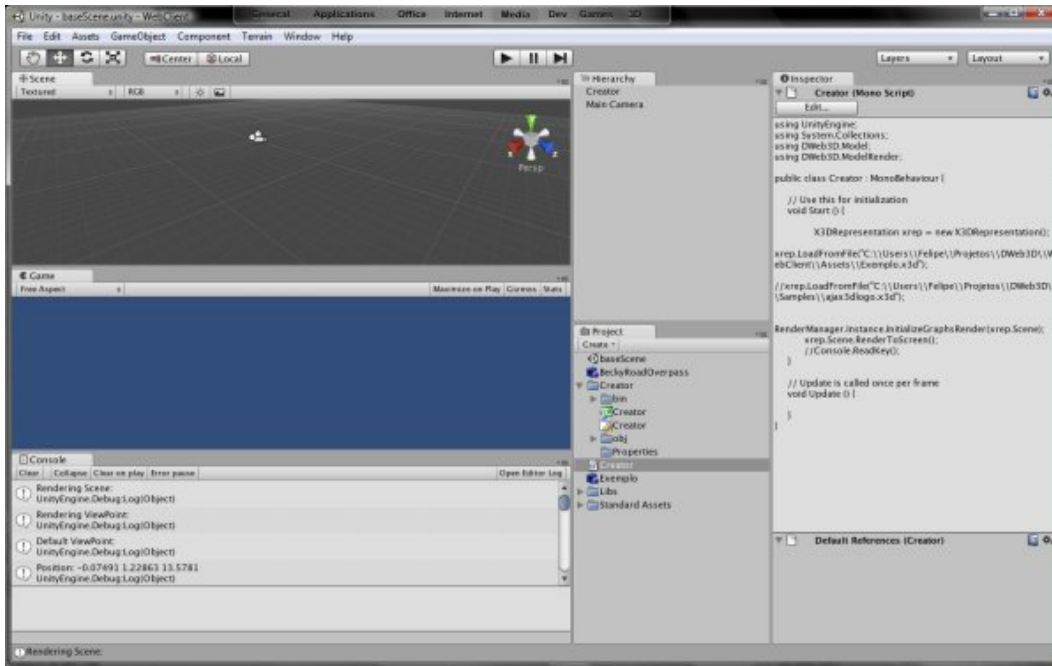 Unity - baseScene.unity - WebClient
General Applications Office Internet Media Dev Games 3D
File Edit Assets GameObject Component Terrain Window Help
Center Local
Layers Layout
Scene
Textured RGB
Persp
Game
Free Aspect Maximize on Play Gizmos Stats
Console
Clear Collapse Clear on play Error pause Open Editor Log
Rendering Scene:
UnityEngine.Debug:Log(Object)
Rendering ViewPoint:
UnityEngine.Debug:Log(Object)
Default ViewPoint:
UnityEngine.Debug:Log(Object)
Position: -0.07491 1.22863 13.5781
UnityEngine.Debug:Log(Object)
Rendering Scene:
Hierarchy
Creator
Main Camera
Project
Create
baseScene
BeckyRoadOverpass
Creator
bin
Creator
Creator
obj
Properties
Creator
Exemplo
Libs
Standard Assets
Inspector
Creator (Mono Script)
Edit...
using UnityEngine;
using System.Collections;
using DWeb3D.Model;
using DWeb3D.ModelRender;
public class Creator : MonoBehaviour {
// Use this for initialization
void Start () {
X3DRepresentation xrep = new X3DRepresentation();
xrep.LoadFromFile("C:\\Users\\Felipe\\Projetos\\DWeb3D\\W
ebClient\\Assets\\Exemplo.x3d");
//xrep.LoadFromFile("C:\\Users\\Felipe\\Projetos\\DWeb3D\
\Samples\\ajax3dlogo.x3d");
RenderManager.Instance.InitializeGraphsRender(xrep.Scene);
xrep.Scene.RenderToScreen();
//Console.ReadKey();
}
// Update is called once per frame
void Update () {
}
}
Default References (Creator)